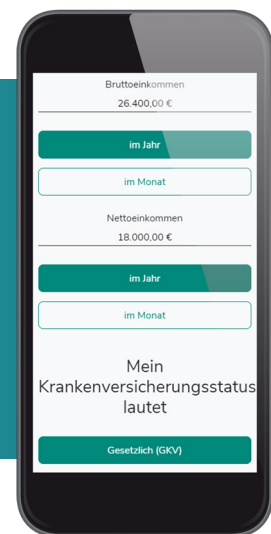 Bruttoeinkommen
26.400,00 €
im Jahr
im Monat
Nettoeinkommen
18.000,00 €
im Jahr
im Monat
Mein
Krankenversicherungsstatus
lautet
Gesetzlich (GKV)